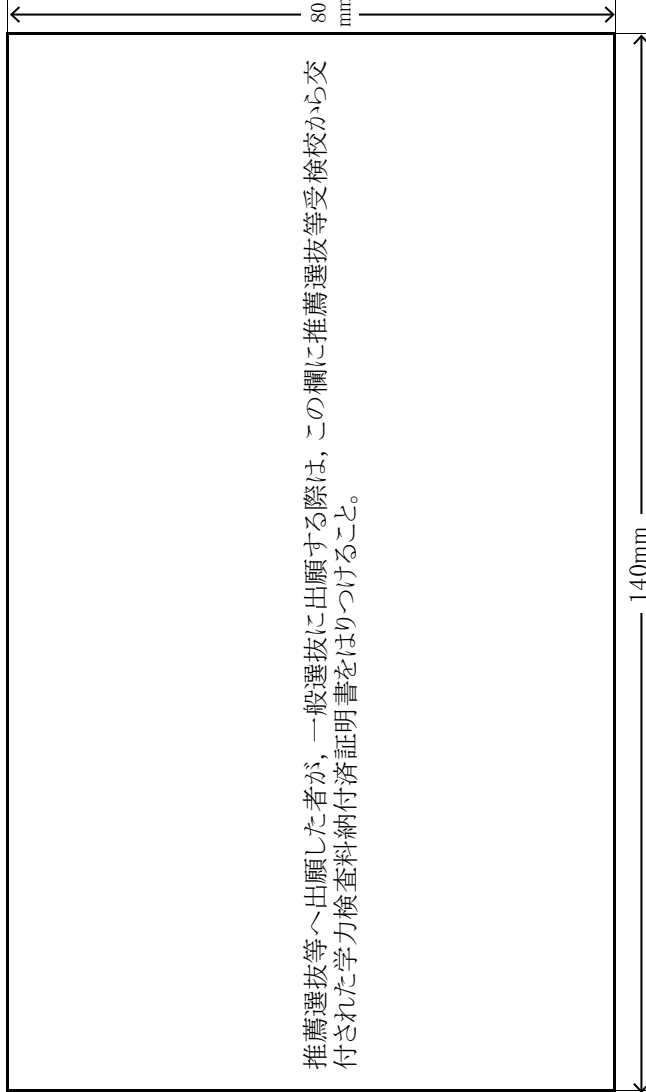 80
mm
推薦選抜等へ出願した者が，一般選抜に出願する際は，この欄に推薦選抜等受検校から交
付された学力検査料納付済証明書をはりつけること。
140mm